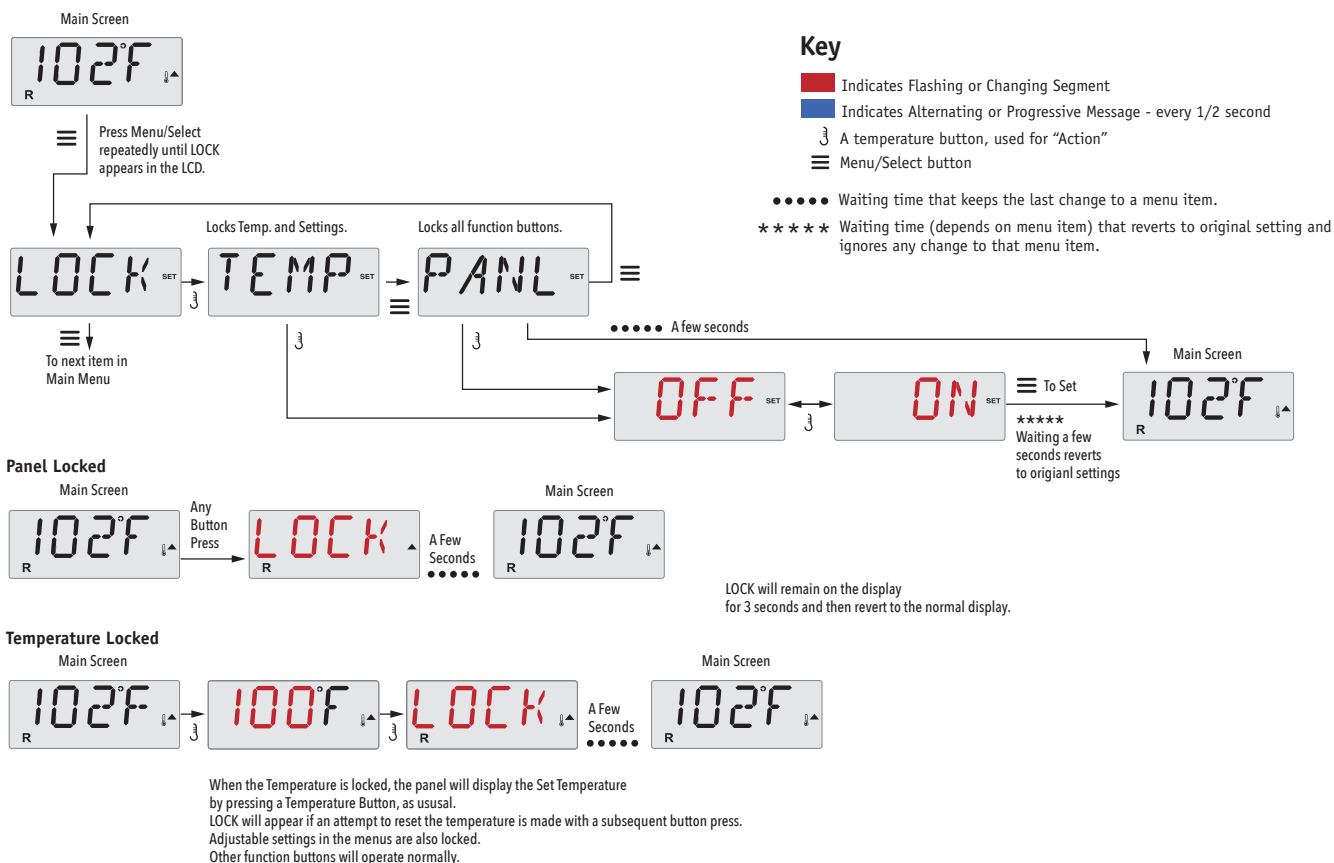 Main Screen
102°F
R
Press Menu/Select
repeatedly until LOCK
appears in the LCD.
Key
Indicates Flashing or Changing Segment
Indicates Alternating or Progressive Message - every 1/2 second
A temperature button, used for “Action”
Menu/Select button
••••• Waiting time that keeps the last change to a menu item.
***** Waiting time (depends on menu item) that reverts to original setting and
ignores any change to that menu item.
Locks Temp. and Settings.
Locks all function buttons.
LOCK SET
TEMP SET
PANL SET
To next item in
Main Menu
••••• A few seconds
OFF SET
ON SET
To Set
*****
Waiting a few
seconds reverts
to origianl settings
Main Screen
102°F
R
Panel Locked
Main Screen
102°F
R
Any
Button
Press
LOCK
R
A Few
Seconds
•••••
Main Screen
102°F
R
LOCK will remain on the display
for 3 seconds and then revert to the normal display.
Temperature Locked
Main Screen
102°F
R
100°F
LOCK
R
A Few
Seconds
•••••
Main Screen
102°F
R
When the Temperature is locked, the panel will display the Set Temperature
by pressing a Temperature Button, as ususal.
LOCK will appear if an attempt to reset the temperature is made with a subsequent button press.
Adjustable settings in the menus are also locked.
Other function buttons will operate normally.